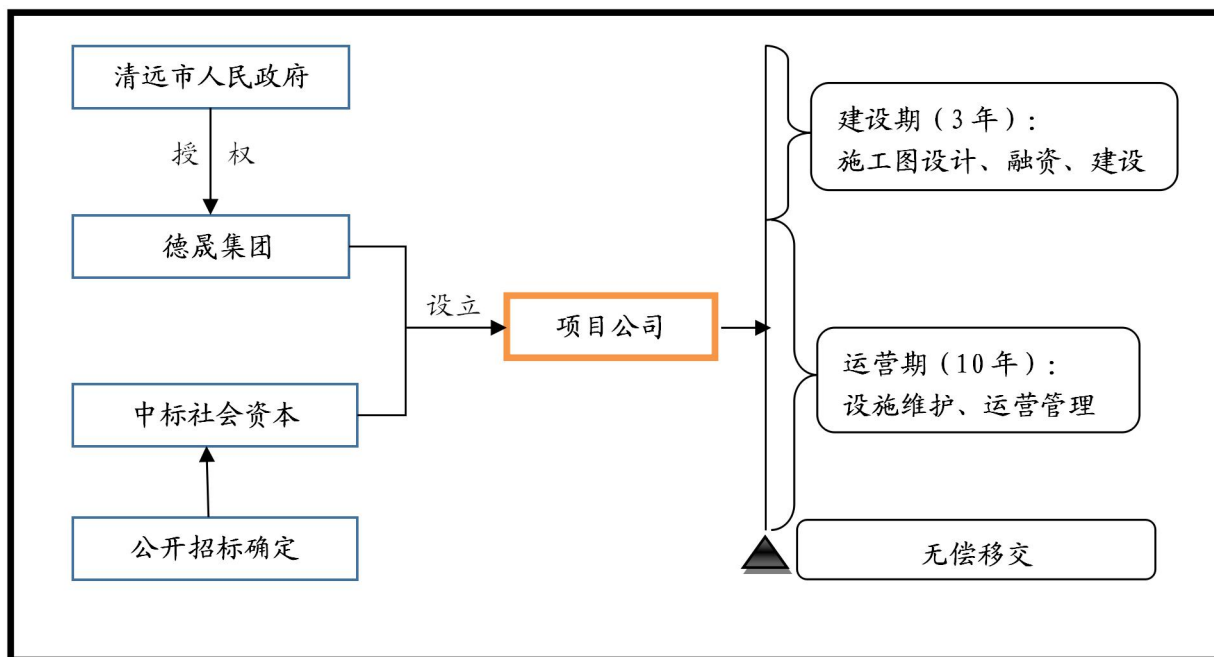 清远市人民政府
授权
德晟集团
中标社会资本
公开招标确定
设立
项目公司
建设期（3年）：
施工图设计、融资、建设
运营期（10年）：
设施维护、运营管理
无偿移交